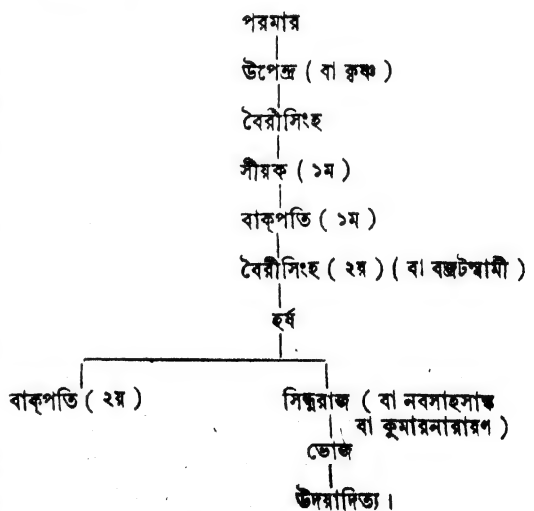 পরমার
উপেন্দ্র ( বা কৃষ্ণ )
বৈরীসিংহ
সীয়ক ( ১ম )
বাক্‌পতি ( ১ম )
বৈরীসিংহ ( ২য় ) ( বা বজ্রটস্বামী )
হর্ষ
বাক্‌পতি ( ২য় )
সিন্ধুরাজ ( বা নবসাহসাঙ্ক
বা কুমারনারায়ণ )
ভোজ
উদয়াদিত্য ।